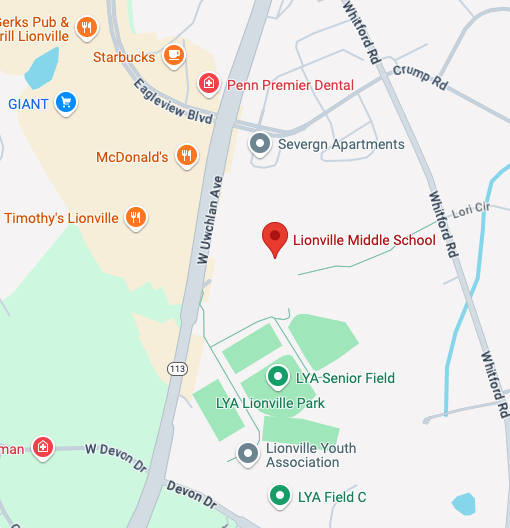 Gerks Pub &
rill Lionville
Starbucks
Whitford Rd
Crump Rd
Penn Premier Dental
GIANT
Eagleview Blvd
Severgn Apartments
McDonald's
W Uwchlan Ave
Timothy's Lionville
Whitford Rd
Lori Cir
Lionville Middle School
113
Whitford Rd
LYA Senior Field
LYA Lionville Park
man
W Devon Dr
Lionville Youth
Association
Devon Dr
LYA Field C